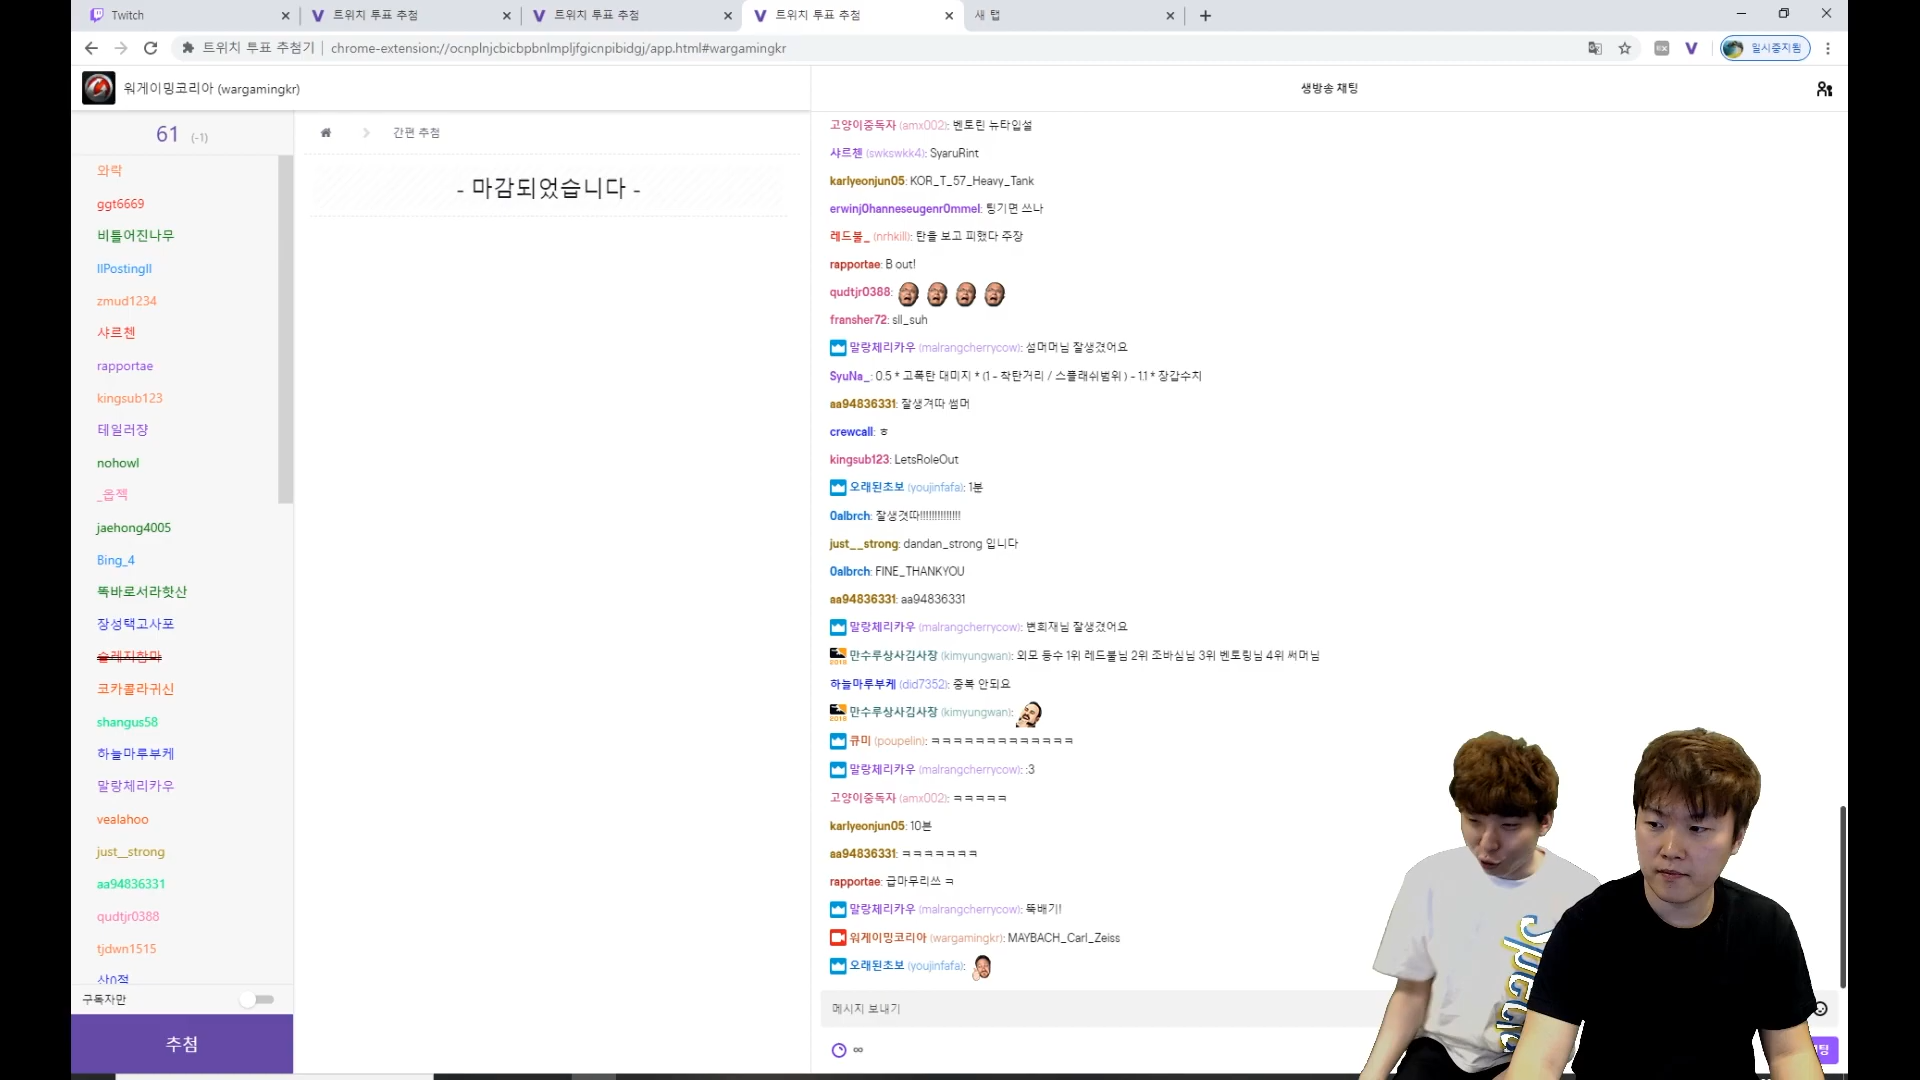 Twitch
트위치 투표 추첨
트위치 투표 추첨
트위치 투표 추첨
새 탭
트위치 투표 추첨기 | chrome-extension://ocnplnjcbicbpbnlmpljfgicnpibidgj/app.html#wargamingkr
일시중지됨
워게이밍코리아 (wargamingkr)
61 (-1)
와락
ggt6669
비틀어진나무
llPostingll
zmud1234
샤르첸
rapportae
kingsub123
테일러쟝
nohowl
_옵젝
jaehong4005
Bing_4
똑바로서라핫산
장성택고사포
슬레지함마
코카콜라귀신
shangus58
하늘마루부케
말랑체리카우
vealahoo
just__strong
aa94836331
qudtjr0388
tjdwn1515
산0절
구독자만
추첨
간편 추첨
- 마감되었습니다 -
생방송 채팅
고양이중독자 (amx002): 벤토린 뉴타입설
샤르첸 (swkswkk4): SyaruRint
karlyeonjun05: KOR_T_57_Heavy_Tank
erwinj0hanneseugenr0mmel: 팅기면 쓰나
레드불_ (nrhkill): 탄을 보고 피했다 주장
rapportae: B out!
qudtjr0388:
fransher72: sll_suh
말랑체리카우 (malrangcherrycow): 섬머머님 잘생겼어요
SyuNa_: 0.5 * 고폭탄 대미지 * (1 - 착탄거리 / 스플래쉬범위 ) - 1.1 * 장갑수치
aa94836331: 잘생겨따 썸머
crewcall: ㅎ
kingsub123: LetsRoleOut
오래된초보 (youjinfafa): 1분
0albrch: 잘생겻따!!!!!!!!!!!!!!
just__strong: dandan_strong 입니다
0albrch: FINE_THANKYOU
aa94836331: aa94836331
말랑체리카우 (malrangcherrycow): 변희재님 잘생겼어요
2018 만수루상사김사장 (kimyungwan): 외모 등수 1위 레드불님 2위 조바심님 3위 벤토링님 4위 써머님
하늘마루부케 (did7352): 중복 안되요
2018 만수루상사김사장 (kimyungwan):
큐미 (poupelin): ㅋㅋㅋㅋㅋㅋㅋㅋㅋㅋㅋㅋㅋ
말랑체리카우 (malrangcherrycow): :3
고양이중독자 (amx002): ㅋㅋㅋㅋㅋ
karlyeonjun05: 10분
aa94836331: ㅋㅋㅋㅋㅋㅋㅋ
rapportae: 급마무리쓰 ㅋ
말랑체리카우 (malrangcherrycow): 뚝배기!
워게이밍코리아 (wargamingkr): MAYBACH_Carl_Zeiss
오래된초보 (youjinfafa):
메시지 보내기
∞